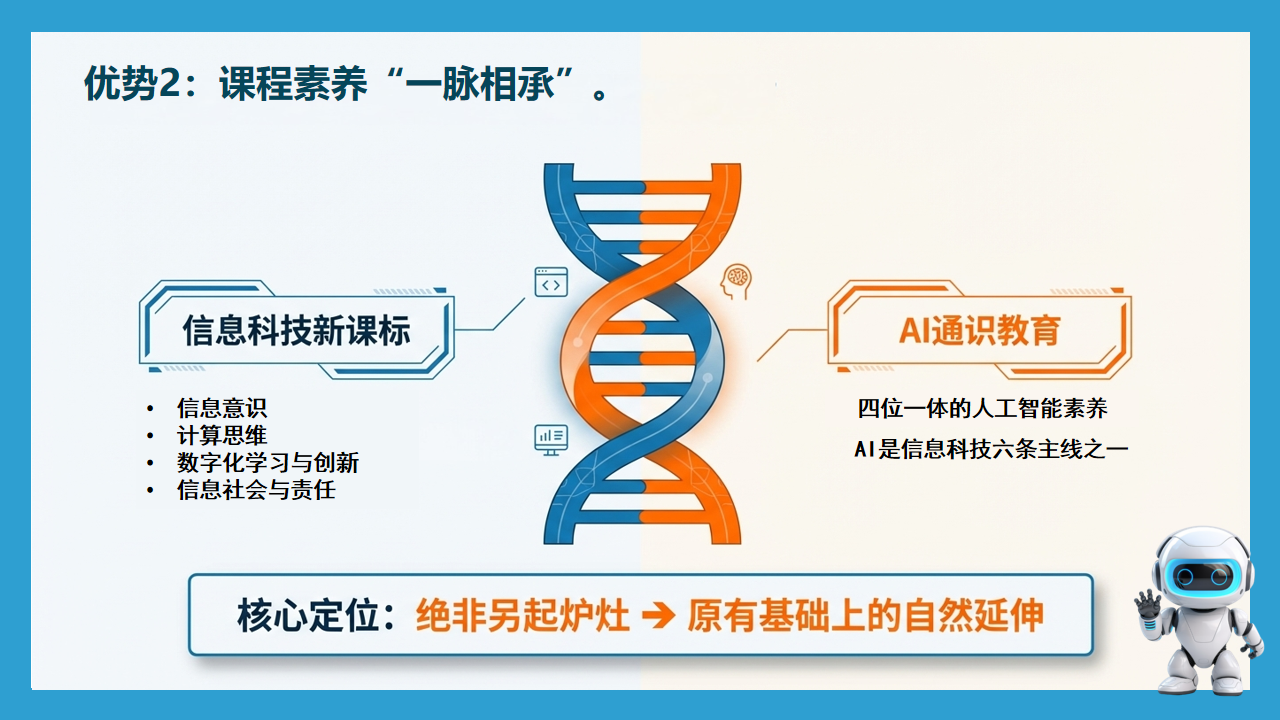 优势2：课程素养“一脉相承”。
信息科技新课标
• 信息意识
• 计算思维
• 数字化学习与创新
• 信息社会与责任
AI通识教育
四位一体的人工智能素养
AI是信息科技六条主线之一
核心定位：绝非另起炉灶 → 原有基础上的自然延伸